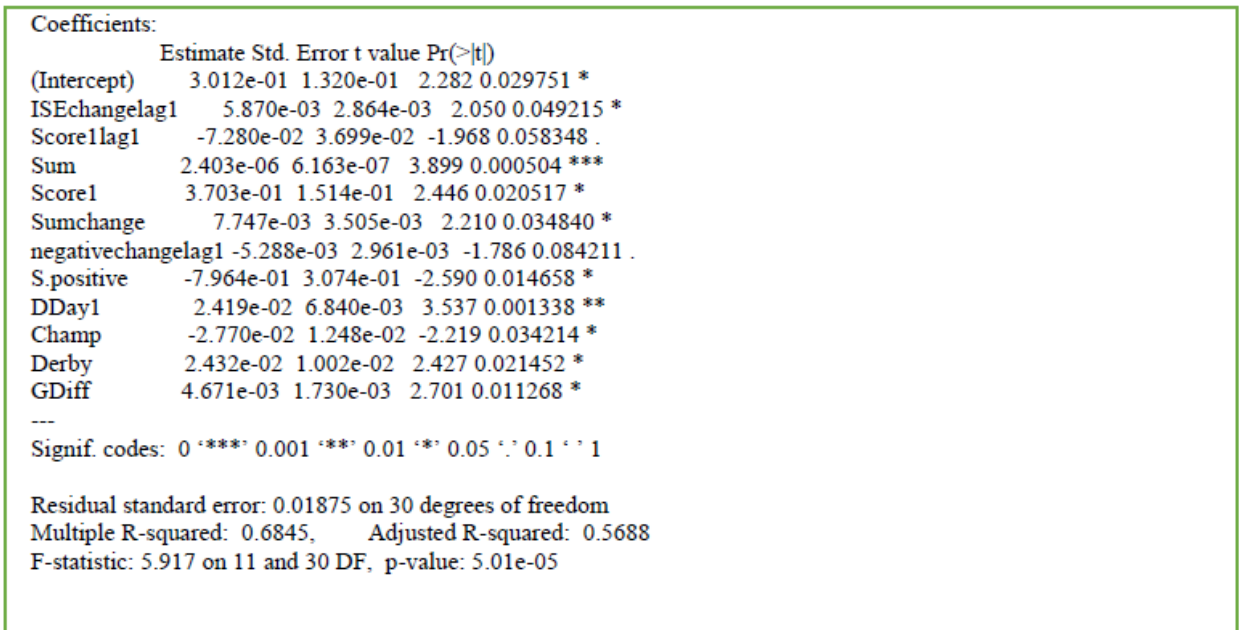 Coefficients:
Estimate Std. Error t value Pr(>|t|)
(Intercept) 3.012e-01 1.320e-01 2.282 0.029751 *
ISEchangelag1 5.870e-03 2.864e-03 2.050 0.049215 *
Score1lag1 -7.280e-02 3.699e-02 -1.968 0.058348 .
Sum 2.403e-06 6.163e-07 3.899 0.000504 ***
Score1 3.703e-01 1.514e-01 2.446 0.020517 *
Sumchange 7.747e-03 3.505e-03 2.210 0.034840 *
negativechangelag1 -5.288e-03 2.961e-03 -1.786 0.084211 .
S.positive -7.964e-01 3.074e-01 -2.590 0.014658 *
DDay1 2.419e-02 6.840e-03 3.537 0.001338 **
Champ -2.770e-02 1.248e-02 -2.219 0.034214 *
Derby 2.432e-02 1.002e-02 2.427 0.021452 *
GDiff 4.671e-03 1.730e-03 2.701 0.011268 *
---
Signif. codes: 0 ‘***’ 0.001 ‘**’ 0.01 ‘*’ 0.05 ‘.’ 0.1 ‘ ’ 1
Residual standard error: 0.01875 on 30 degrees of freedom
Multiple R-squared: 0.6845, Adjusted R-squared: 0.5688
F-statistic: 5.917 on 11 and 30 DF, p-value: 5.01e-05